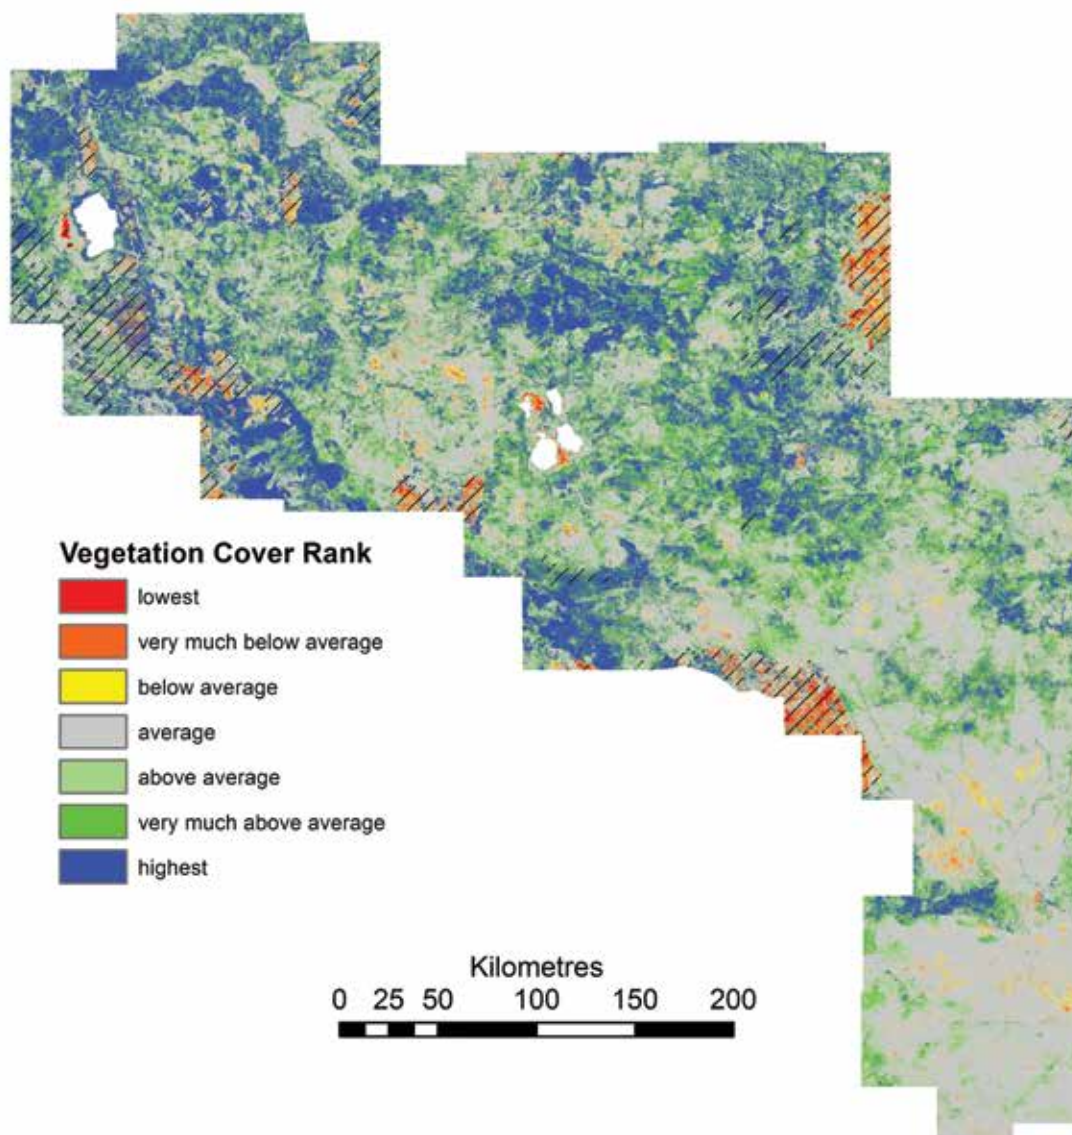 Vegetation Cover Rank
lowest
very much below average
below average
average
above average
very much above average
highest
Kilometres
0 25 50 100 150 200